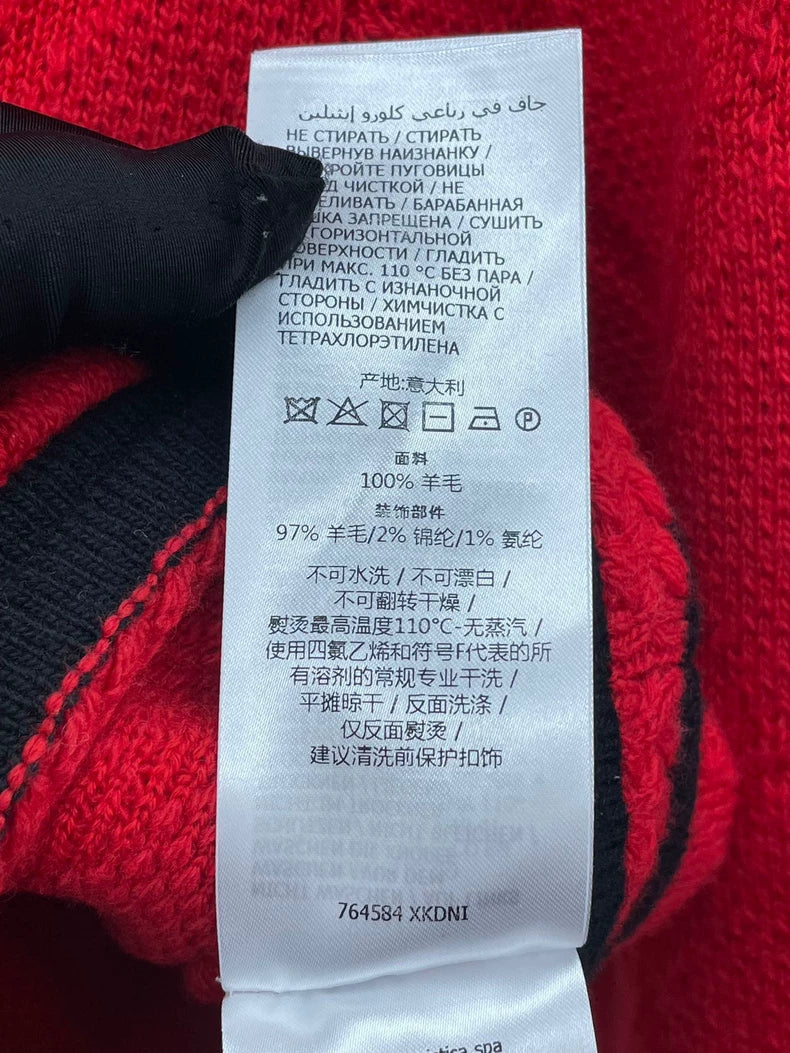 جاف في رباعي كلورو إيثيلين
НЕ СТИРАТЬ / СТИРАТЬ
ВЫВЕРНУВ НАИЗНАНКУ /
ПУГОВИЦЫ
ЧИСТКОЙ / НЕ
/ БАРАБАННАЯ
ЗАПРЕЩЕНА / СУШИТЬ
ГОРИЗОНТАЛЬНОЙ
ПОВЕРХНОСТИ / ГЛАДИТЬ
ПРИ МАКС. 110 °C БЕЗ ПАРА /
ГЛАДИТЬ С ИЗНАНОЧНОЙ
СТОРОНЫ / ХИМЧИСТКА С
ИСПОЛЬЗОВАНИЕМ
ТЕТРАХЛОРЭТИЛЕНА
产地:意大利
P
面料
100% 羊毛
装饰部件
97% 羊毛/2% 锦纶/1% 氨纶
不可水洗 / 不可漂白 /
不可翻转干燥 /
熨烫最高温度110°C-无蒸汽 /
使用四氯乙烯和符号F代表的所
有溶剂的常规专业干洗 /
平摊晾干 / 反面洗涤 /
仅反面熨烫 /
建议清洗前保护扣饰
764584 XKDNI
spa